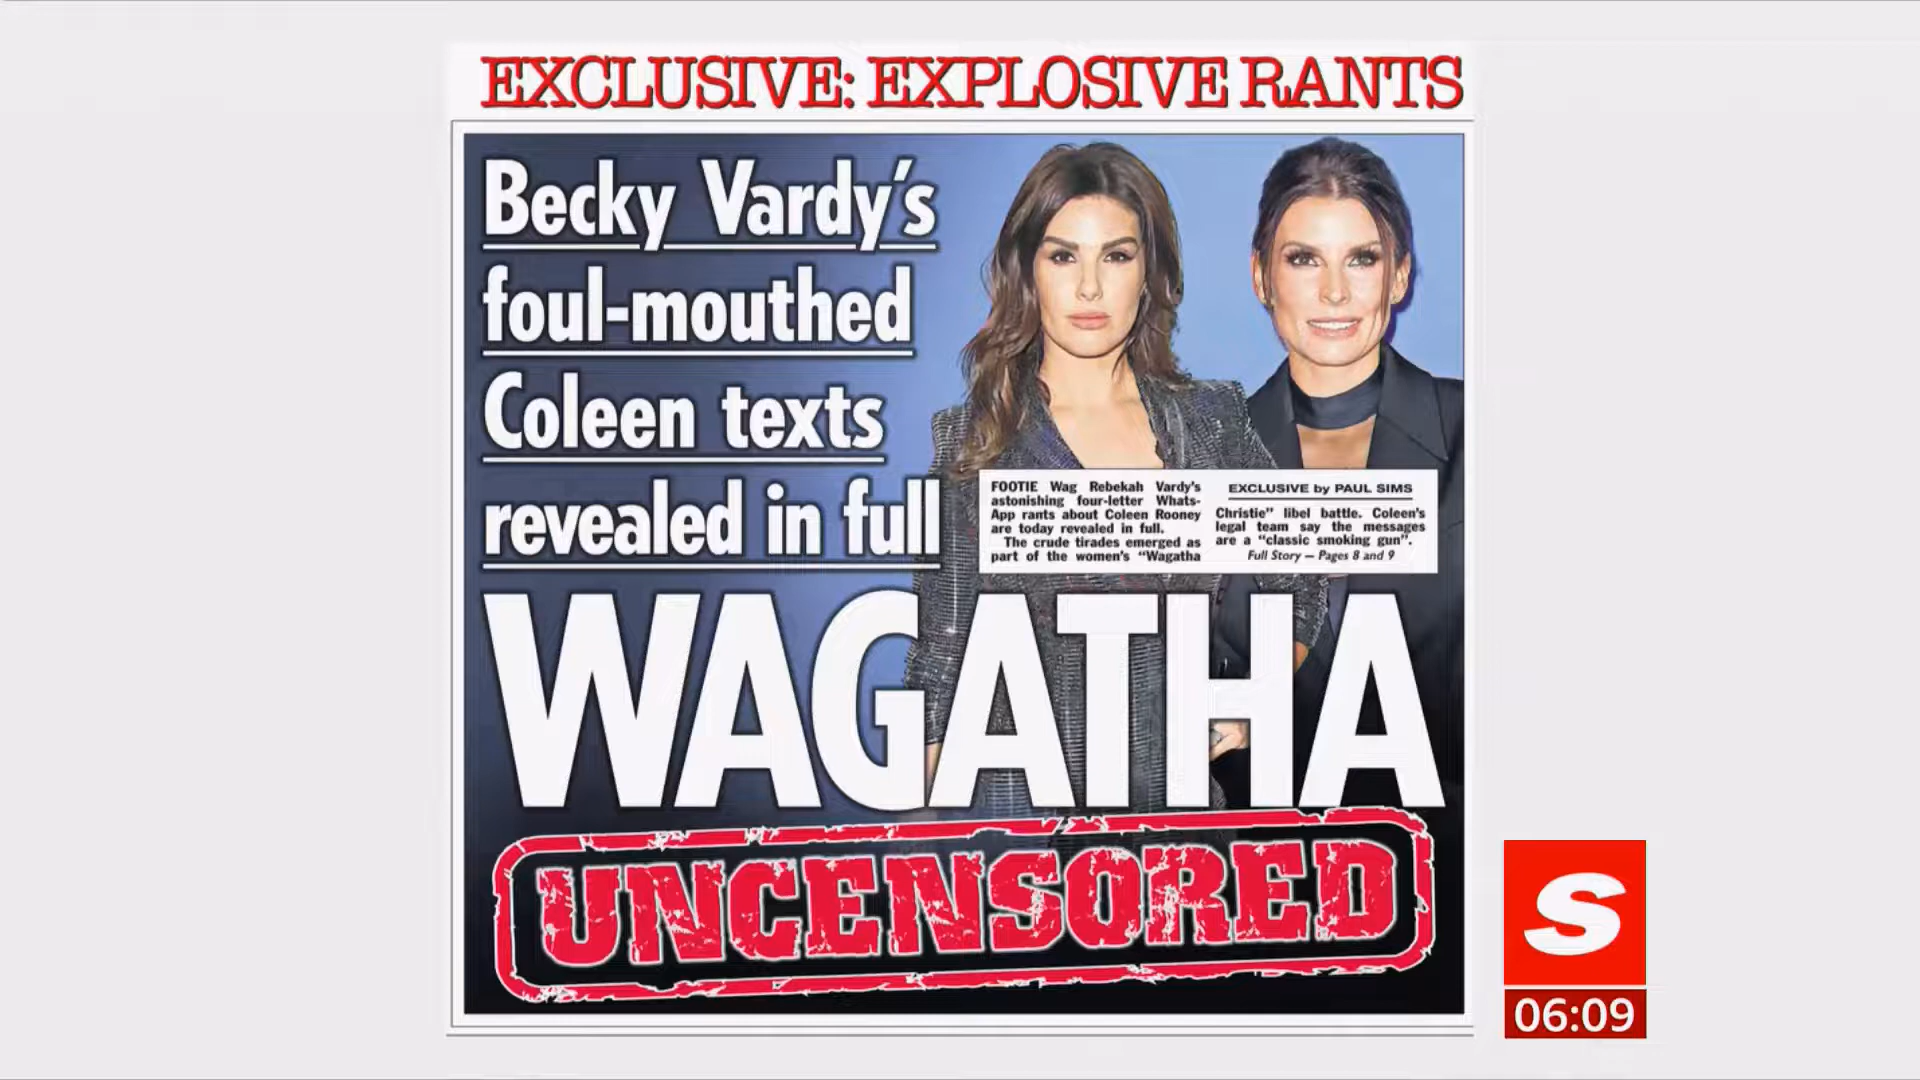 EXCLUSIVE: EXPLOSIVE RANTS
Becky Vardy's
foul-mouthed
Coleen texts
revealed in full
FOOTIE Wag Rebekah Vardy's
astonishing four-letter Whats-
App rants about Coleen Rooney
are today revealed in full.
The crude tirades emerged as
part of the women's "Wagatha
EXCLUSIVE by PAUL SIMS
Christie" libel battle. Coleen's
legal team say the messages
are a "classic smoking gun".
Full Story — Pages 8 and 9
WAGATHA
UNCENSORED
S
06:09